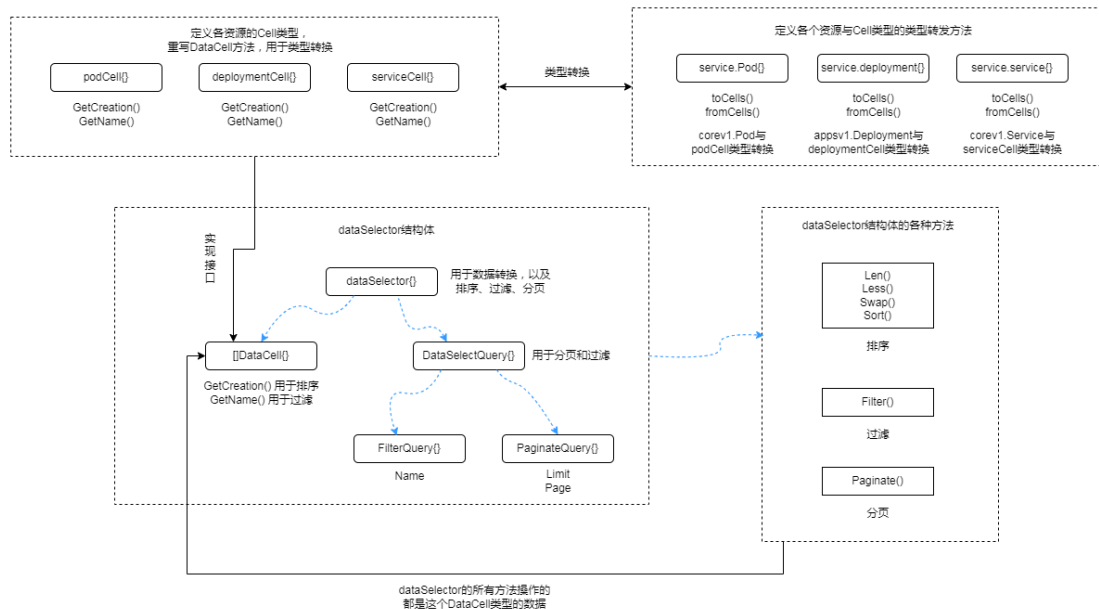 定义各资源的Cell类型，
重写DataCell方法，用于类型转换
podCell{}
deploymentCell{}
serviceCell{}
GetCreation()
GetName()
GetCreation()
GetName()
GetCreation()
GetName()
类型转换
定义各个资源与Cell类型的类型转发方法
service.Pod{}
service.deployment{}
service.service{}
toCells()
fromCells()
toCells()
fromCells()
toCells()
fromCells()
corev1.Pod与
podCell类型转换
appsv1.Deployment与
deploymentCell类型转换
corev1.Service与
serviceCell类型转换
实现接口
dataSelector结构体
dataSelector{}
用于数据转换，以及
排序、过滤、分页
[]DataCell{}
GetCreation() 用于排序
GetName() 用于过滤
DataSelectQuery{}
用于分页和过滤
FilterQuery{}
Name
PaginateQuery{}
Limit
Page
dataSelector结构体的各种方法
Len()
Less()
Swap()
Sort()
排序
Filter()
过滤
Paginate()
分页
dataSelector的所有方法操作的
都是这个DataCell类型的数据